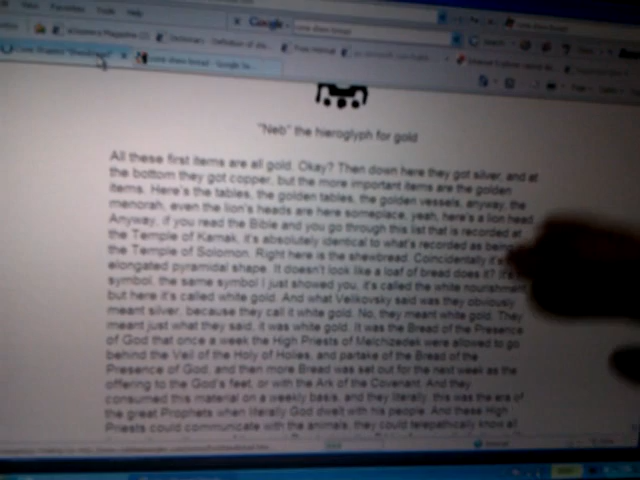 Favorites Tools Help
Google
"Neb" the hieroglyph for gold
All these first items are all gold. Okay? Then down here they got silver, and at
the bottom they got copper, but the more important items are the golden
items. Here's the tables, the golden tables, the golden vessels, anyway, the
menorah, even the lion's heads are here someplace, yeah, here's a lion head.
Anyway, if you read the Bible and you go through this list that is recorded at
the Temple of Karnak, it's absolutely identical to what's recorded as being
the Temple of Solomon. Right here is the shewbread. Coincidentally it's
elongated pyramidal shape. It doesn't look like a loaf of bread does it? It's
symbol, the same symbol I just showed you, it's called the white nourishment
but here it's called white gold. And what Velikovsky said was they obviously
meant silver, because they call it white gold. No, they meant white gold. They
meant just what they said, it was white gold. It was the Bread of the Presence
of God that once a week the High Priests of Melchizedek were allowed to go
behind the Veil of the Holy of Holies, and partake of the Bread of the
Presence of God, and then more Bread was set out for the next week as the
offering to the God's feet, or with the Ark of the Covenant. And they
consumed this material on a weekly basis, and they literally, this was the era of
the great Prophets when literally God dwelt with his people. And these High
Priests could communicate with the animals, they could telepathically know all